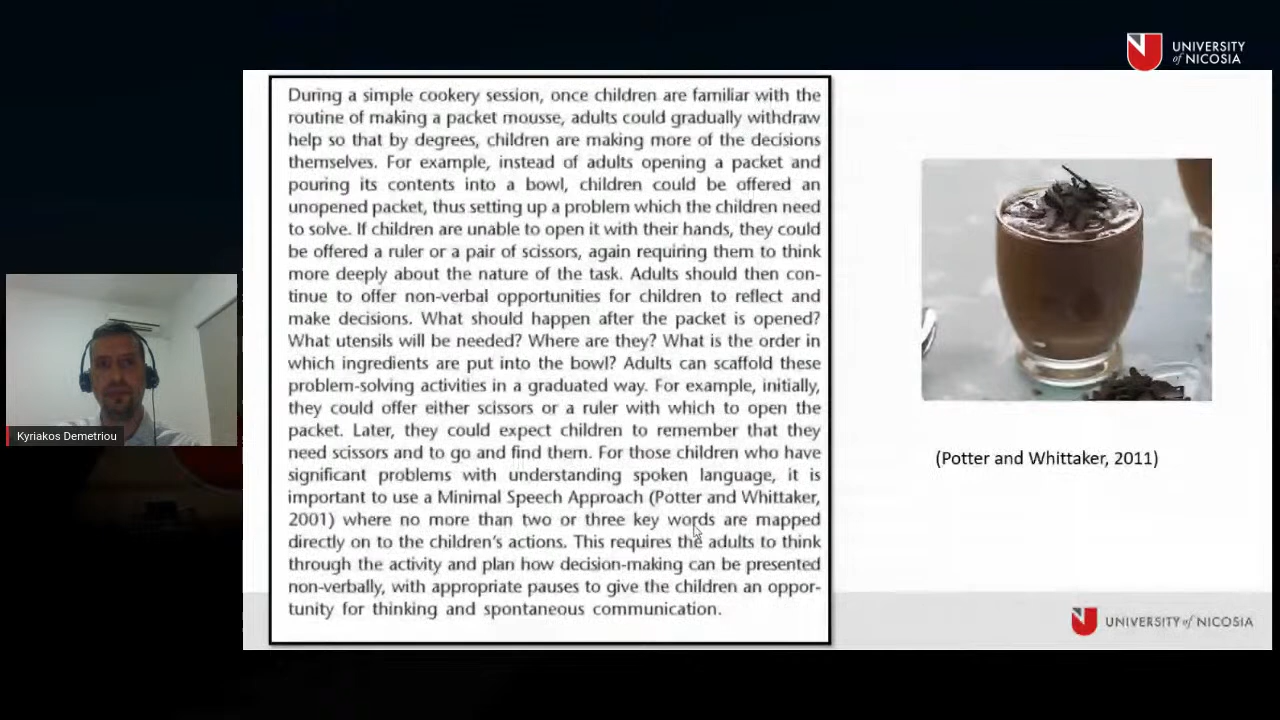 UNIVERSITY
of NICOSIA
During a simple cookery session, once children are familiar with the
routine of making a packet mousse, adults could gradually withdraw
help so that by degrees, children are making more of the decisions
themselves. For example, instead of adults opening a packet and
pouring its contents into a bowl, children could be offered an
unopened packet, thus setting up a problem which the children need
to solve. If children are unable to open it with their hands, they could
be offered a ruler or a pair of scissors, again requiring them to think
more deeply about the nature of the task. Adults should then con-
tinue to offer non-verbal opportunities for children to reflect and
make decisions. What should happen after the packet is opened?
What utensils will be needed? Where are they? What is the order in
which ingredients are put into the bowl? Adults can scaffold these
problem-solving activities in a graduated way. For example, initially,
they could offer either scissors or a ruler with which to open the
packet. Later, they could expect children to remember that they
need scissors and to go and find them. For those children who have
significant problems with understanding spoken language, it is
important to use a Minimal Speech Approach (Potter and Whittaker,
2001) where no more than two or three key words are mapped
directly on to the children's actions. This requires the adults to think
through the activity and plan how decision-making can be presented
non-verbally, with appropriate pauses to give the children an oppor-
tunity for thinking and spontaneous communication.
(Potter and Whittaker, 2011)
Kyriakos Demetriou
UNIVERSITY of NICOSIA